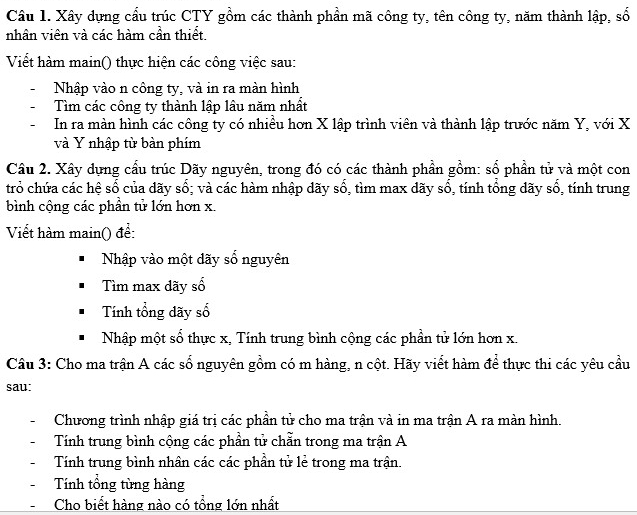 Câu 1. Xây dựng cấu trúc CTY gồm các thành phần mã công ty, tên công ty, năm thành lập, số
nhân viên và các hàm cần thiết.
Viết hàm main() thực hiện các công việc sau:
- Nhập vào n công ty, và in ra màn hình
- Tìm các công ty thành lập lâu năm nhất
- In ra màn hình các công ty có nhiều hơn X lập trình viên và thành lập trước năm Y, với X
và Y nhập từ bàn phím
Câu 2. Xây dựng cấu trúc Dãy nguyên, trong đó có các thành phần gồm: số phần tử và một con
trỏ chứa các hệ số của dãy số; và các hàm nhập dãy số, tìm max dãy số, tính tổng dãy số, tính trung
bình cộng các phần tử lớn hơn x.
Viết hàm main() để:
▪ Nhập vào một dãy số nguyên
▪ Tìm max dãy số
▪ Tính tổng dãy số
▪ Nhập một số thực x, Tính trung bình cộng các phần tử lớn hơn x.
Câu 3: Cho ma trận A các số nguyên gồm có m hàng, n cột. Hãy viết hàm để thực thi các yêu cầu
sau:
- Chương trình nhập giá trị các phần tử cho ma trận và in ma trận A ra màn hình.
- Tính trung bình cộng các phần tử chẵn trong ma trận A
- Tính trung bình nhân các các phần tử lẻ trong ma trận.
- Tính tổng từng hàng
- Cho biết hàng nào có tổng lớn nhất